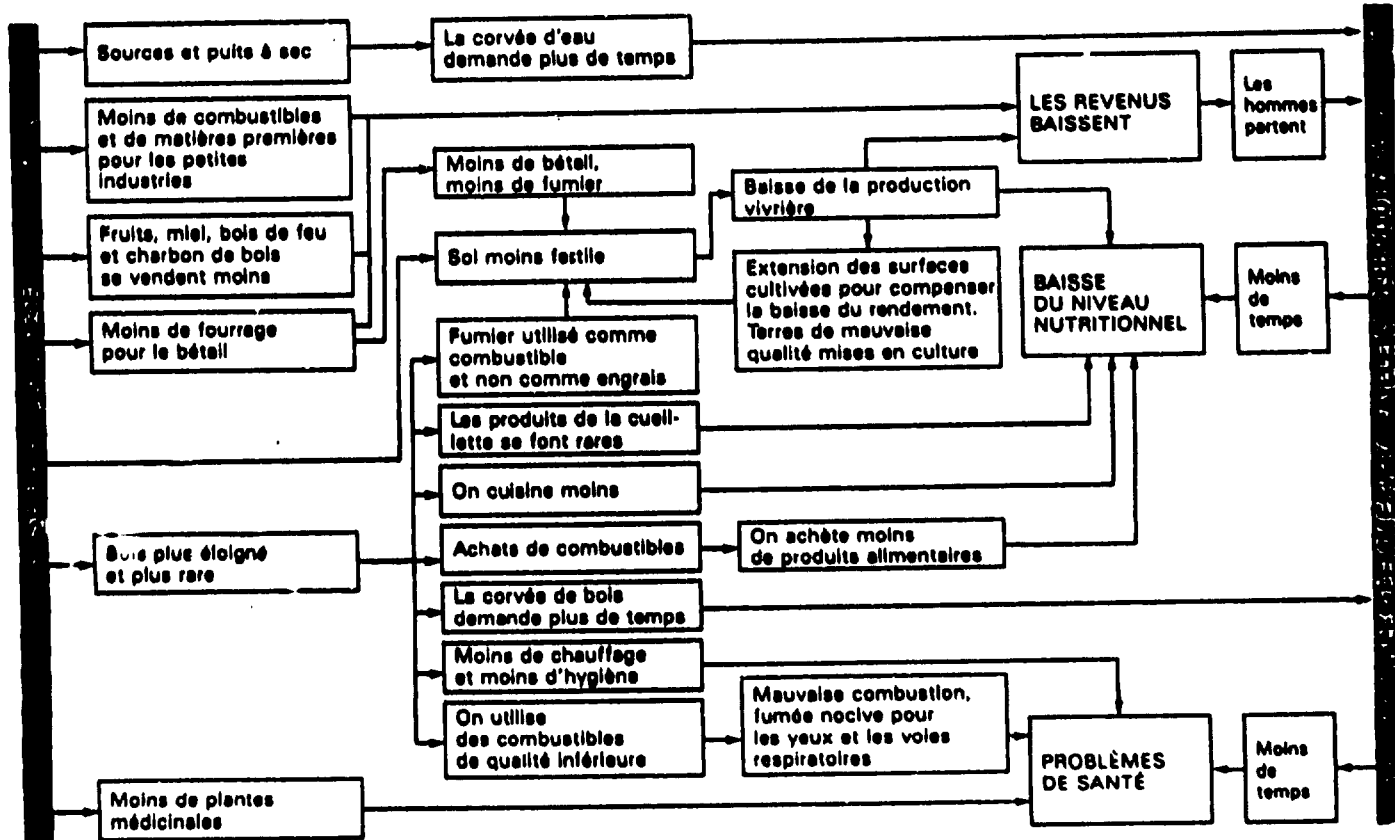 Sources et puits à sec
La corvée d'eau
demande plus de temps
LES REVENUS
BAISSENT
Les
hommes
partent
Moins de combustibles
et de matières premières
pour les petites
industries
Moins de bétail,
moins de fumier
Baisse de la production
vivrière
Fruits, miel, bois de feu
et charbon de bois
se vendent moins
Sol moins fertile
Extension des surfaces
cultivées pour compenser
la baisse du rendement.
Terres de mauvaise
qualité mises en culture
BAISSE
DU NIVEAU
NUTRITIONNEL
Moins
de
temps
Moins de fourrage
pour le bétail
Fumier utilisé comme
combustible
et non comme engrais
Les produits de la cueil-
lette se font rares
On cuisine moins
Bois plus éloigné
et plus rare
Achats de combustibles
On achète moins
de produits alimentaires
La corvée de bois
demande plus de temps
Moins de chauffage
et moins d'hygiène
On utilise
des combustibles
de qualité inférieure
Mauvaise combustion,
fumée nocive pour
les yeux et les voies
respiratoires
PROBLÈMES
DE SANTÉ
Moins
de
temps
Moins de plantes
médicinales